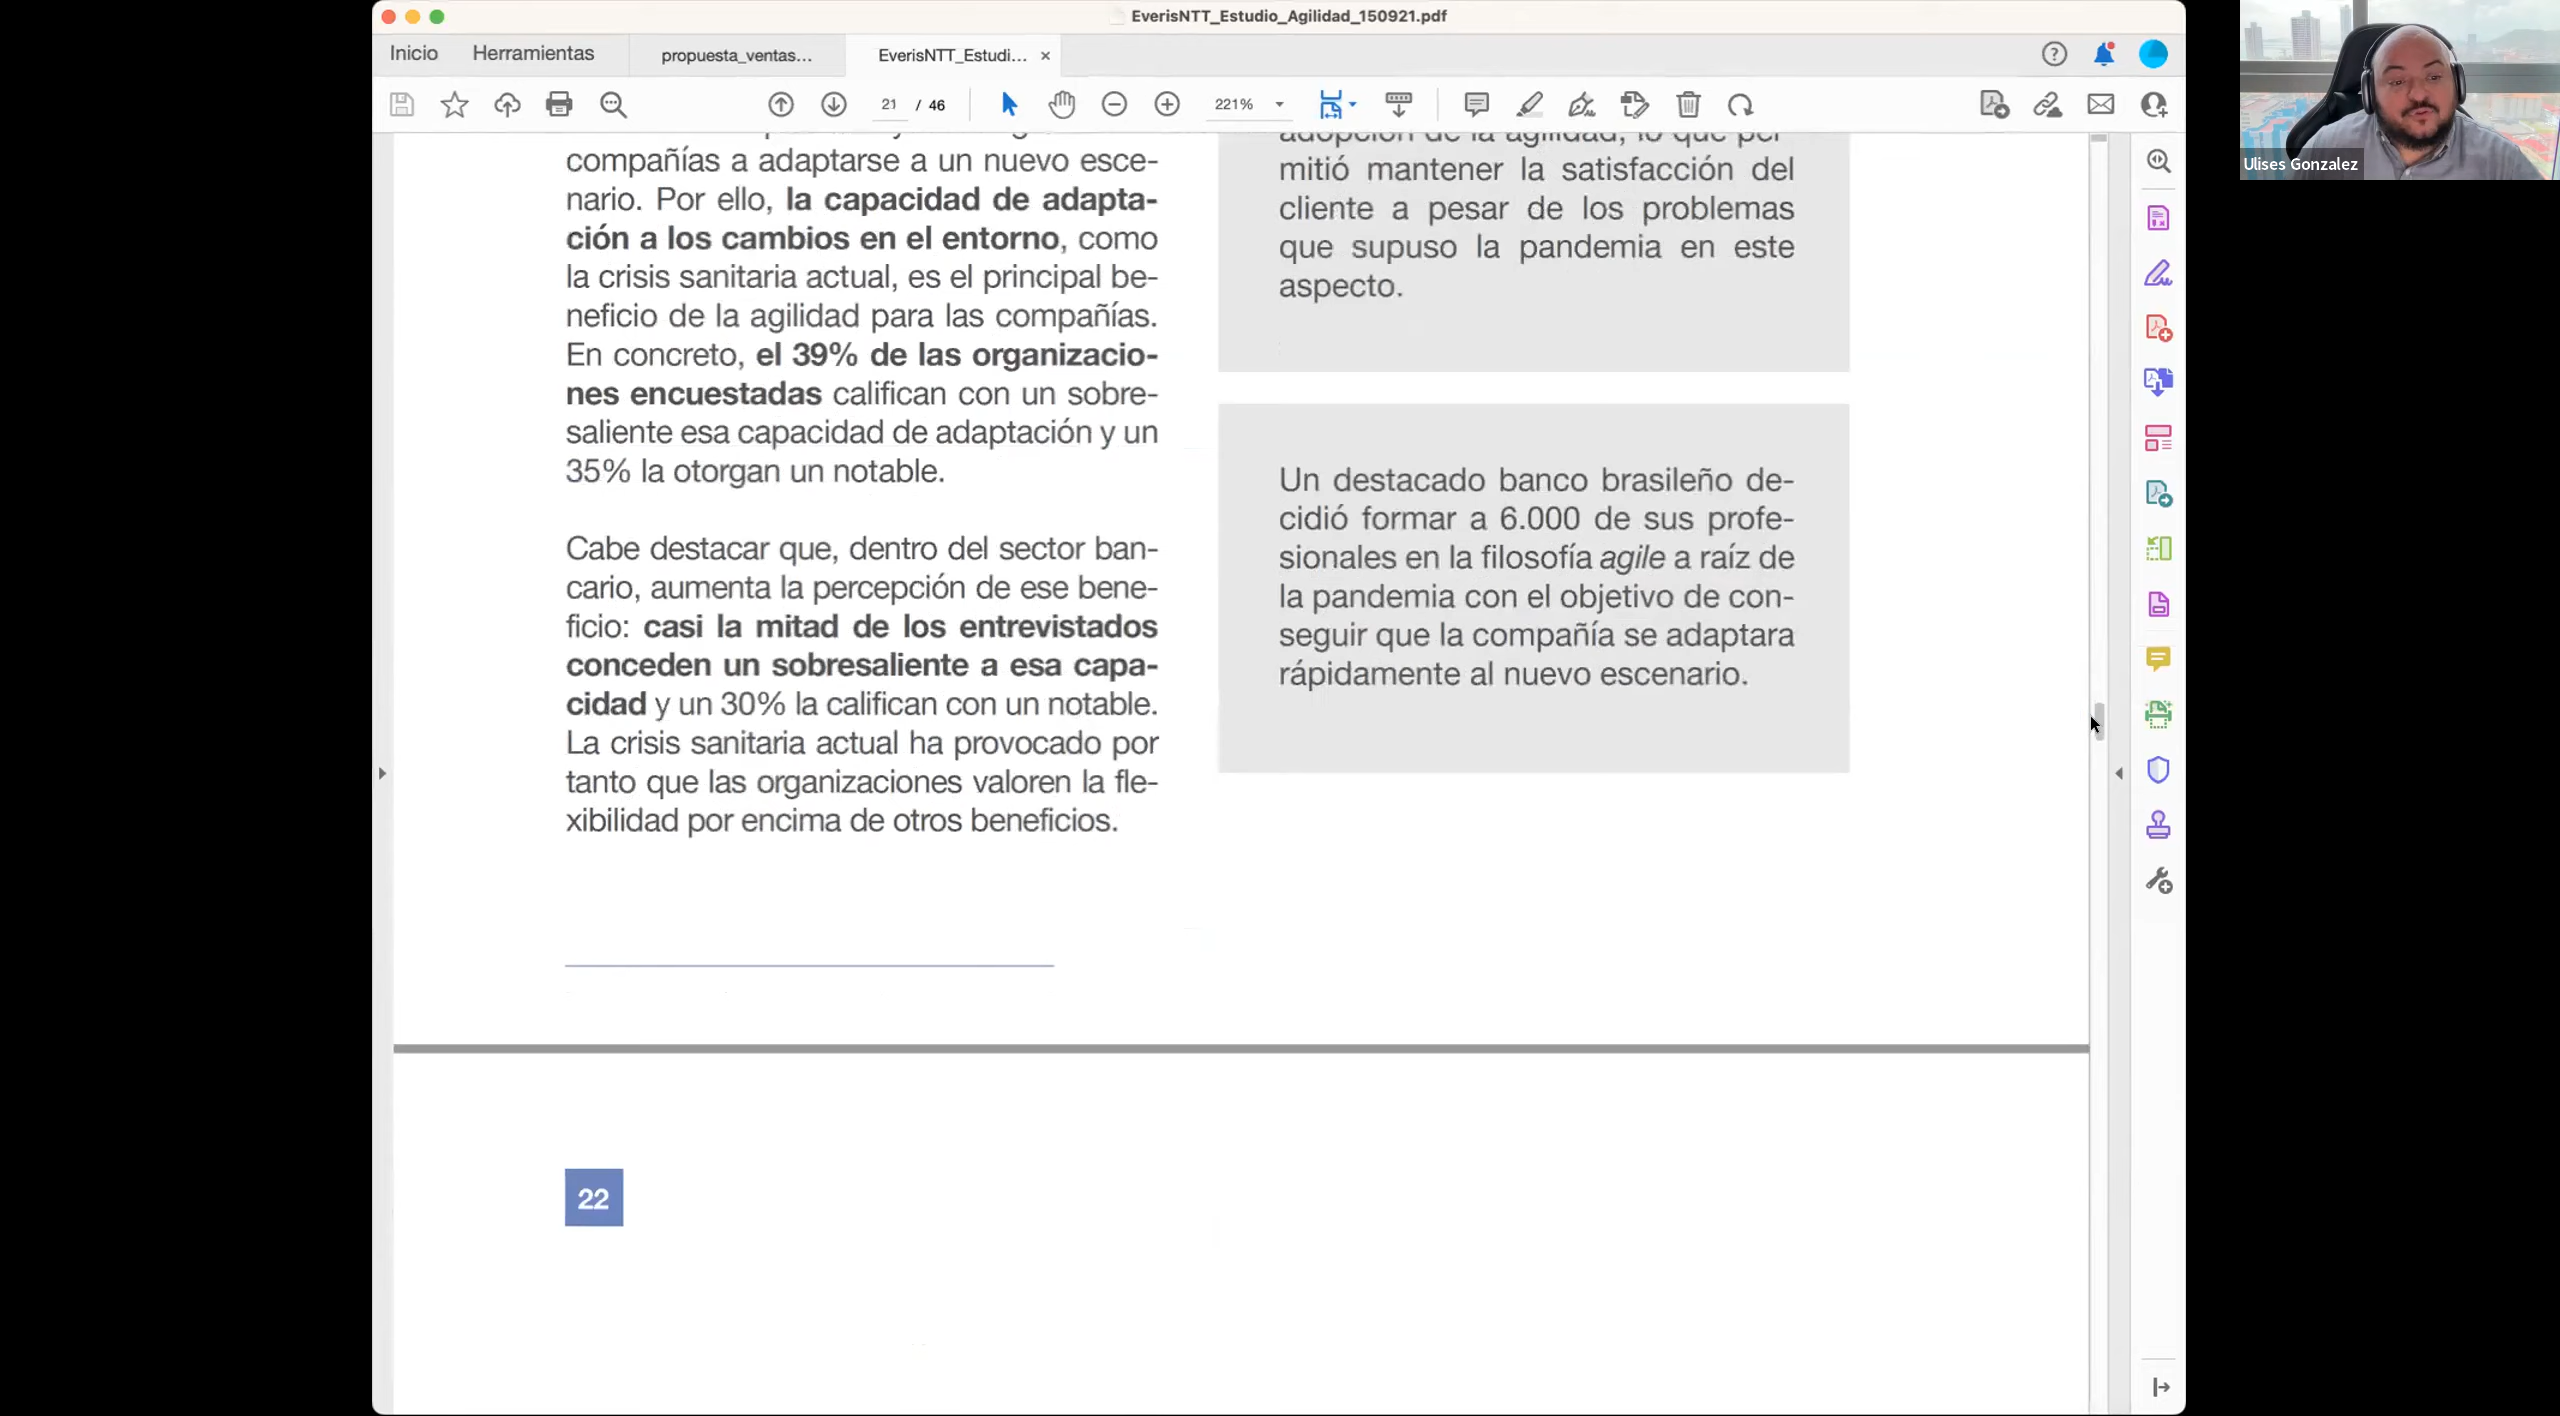 EverisNTT_Estudio_Agilidad_150921.pdf
Inicio
Herramientas
propuesta_ventas...
EverisNTT_Estudi...
21 / 46
221%
compañías a adaptarse a un nuevo esce-
nario. Por ello, la capacidad de adapta-
ción a los cambios en el entorno, como
la crisis sanitaria actual, es el principal be-
neficio de la agilidad para las compañías.
En concreto, el 39% de las organizacio-
nes encuestadas califican con un sobre-
saliente esa capacidad de adaptación y un
35% la otorgan un notable.
Cabe destacar que, dentro del sector ban-
cario, aumenta la percepción de ese bene-
ficio: casi la mitad de los entrevistados
conceden un sobresaliente a esa capa-
cidad y un 30% la califican con un notable.
La crisis sanitaria actual ha provocado por
tanto que las organizaciones valoren la fle-
xibilidad por encima de otros beneficios.
adopción de la agilidad, lo que per-
mitió mantener la satisfacción del
cliente a pesar de los problemas
que supuso la pandemia en este
aspecto.
Un destacado banco brasileño de-
cidió formar a 6.000 de sus profe-
sionales en la filosofía agile a raíz de
la pandemia con el objetivo de con-
seguir que la compañía se adaptara
rápidamente al nuevo escenario.
22
Ulises Gonzalez